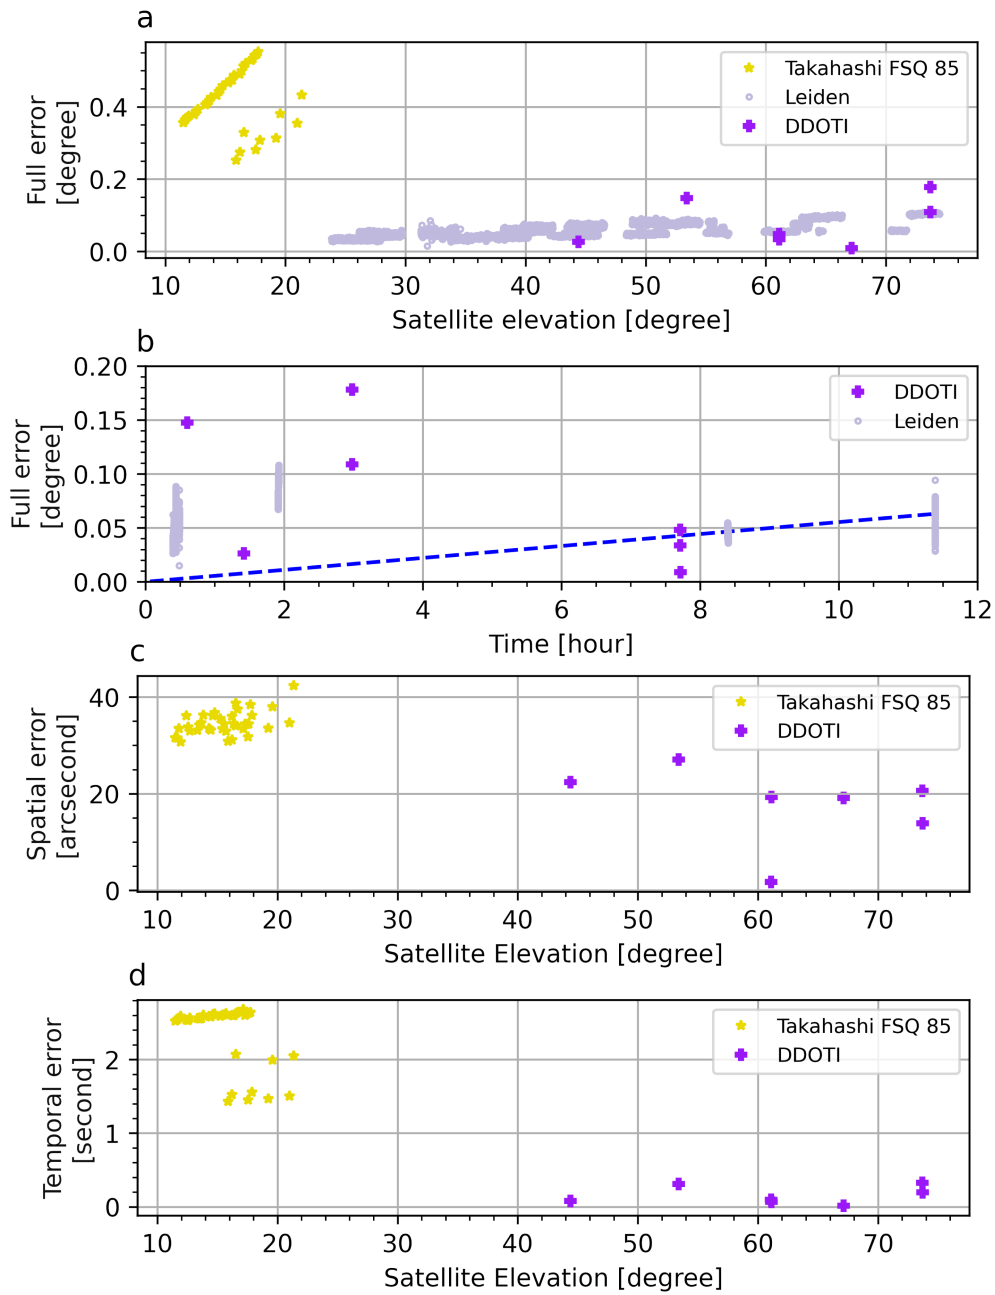 a
0.4
0.2
0.0
Full error
[degree]
Takahashi FSQ 85
Leiden
DDOTI
10 20 30 40 50 60 70
Satellite elevation [degree]
b
0.20
0.15
0.10
0.05
0.00
Full error
[degree]
DDOTI
Leiden
0 2 4 6 8 10 12
Time [hour]
c
40
20
0
Spatial error
[arcsecond]
Takahashi FSQ 85
DDOTI
10 20 30 40 50 60 70
Satellite Elevation [degree]
d
2
1
0
Temporal error
[second]
Takahashi FSQ 85
DDOTI
10 20 30 40 50 60 70
Satellite Elevation [degree]